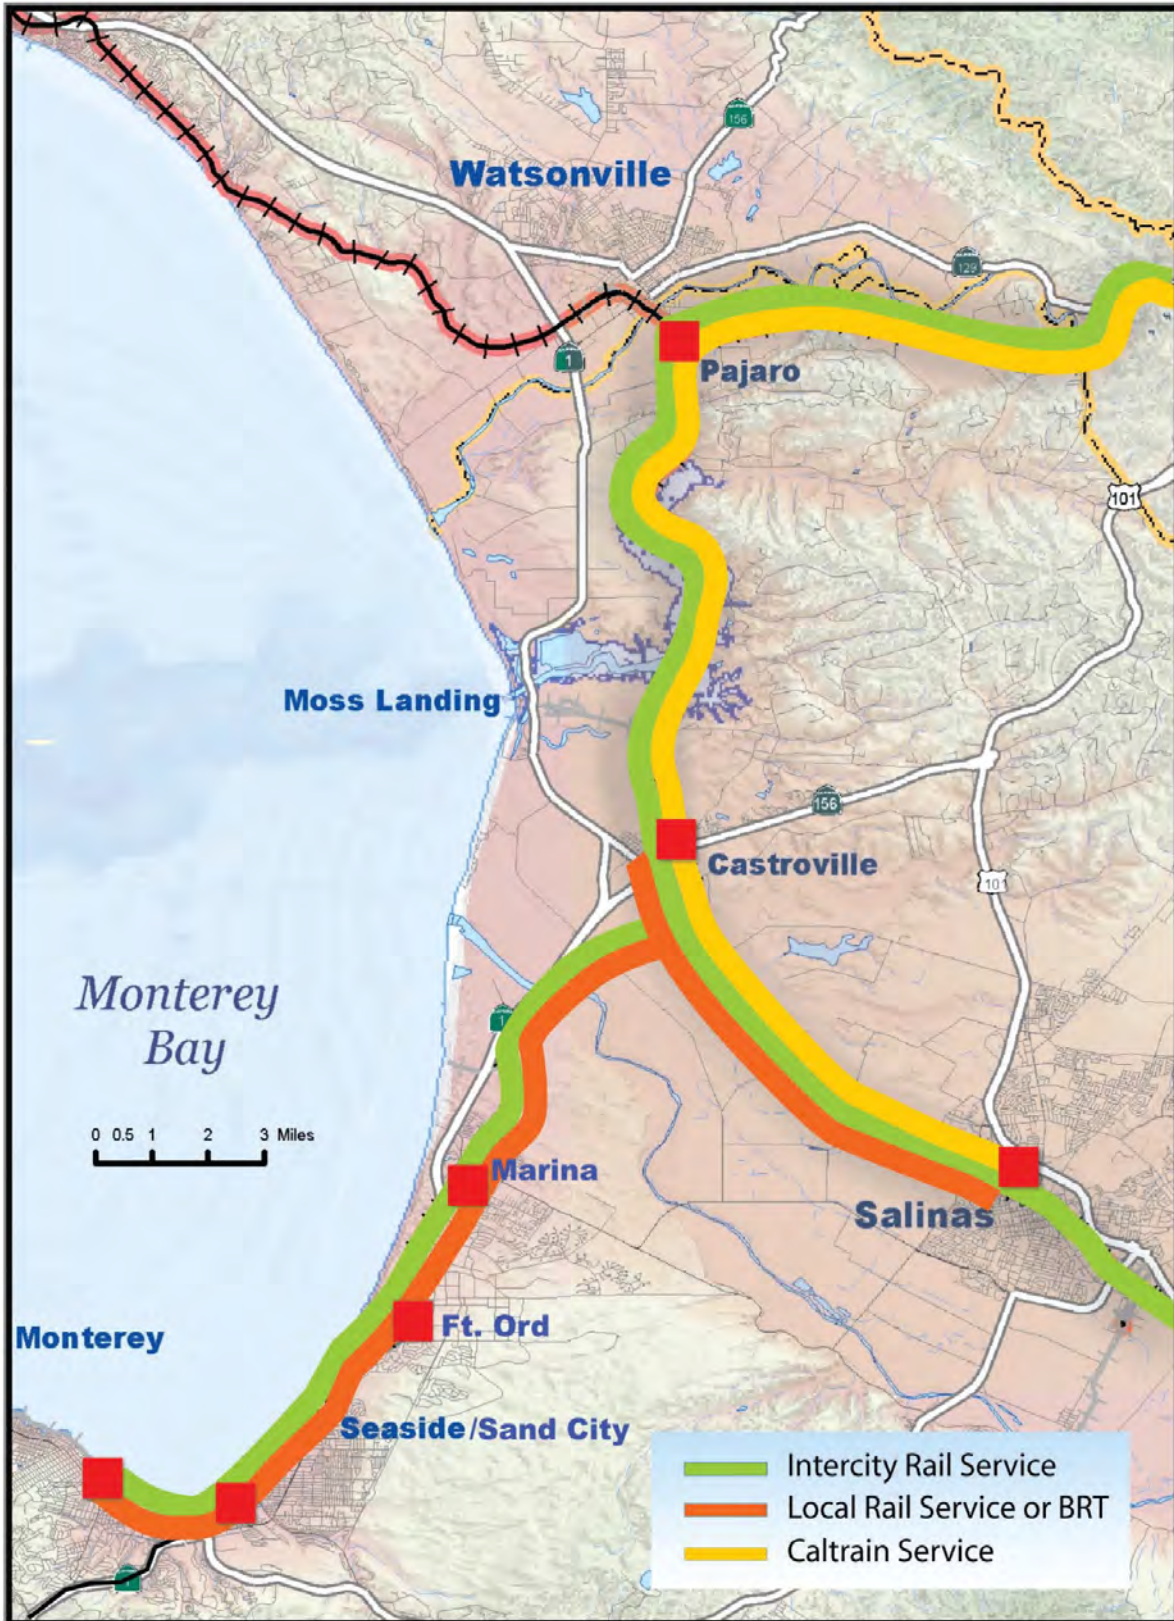 156
Watsonville
129
1
Pajaro
101
Moss Landing
156
Castroville
101
Monterey
Bay
1
0 0.5 1 2 3 Miles
Marina
Salinas
Ft. Ord
Monterey
Seaside/Sand City
Intercity Rail Service
Local Rail Service or BRT
Caltrain Service